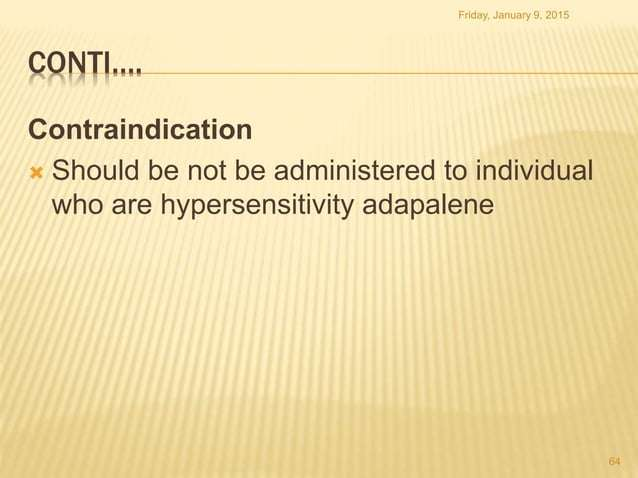 Friday, January 9, 2015
CONTI....
Contraindication
Should be not be administered to individual
who are hypersensitivity adapalene
64